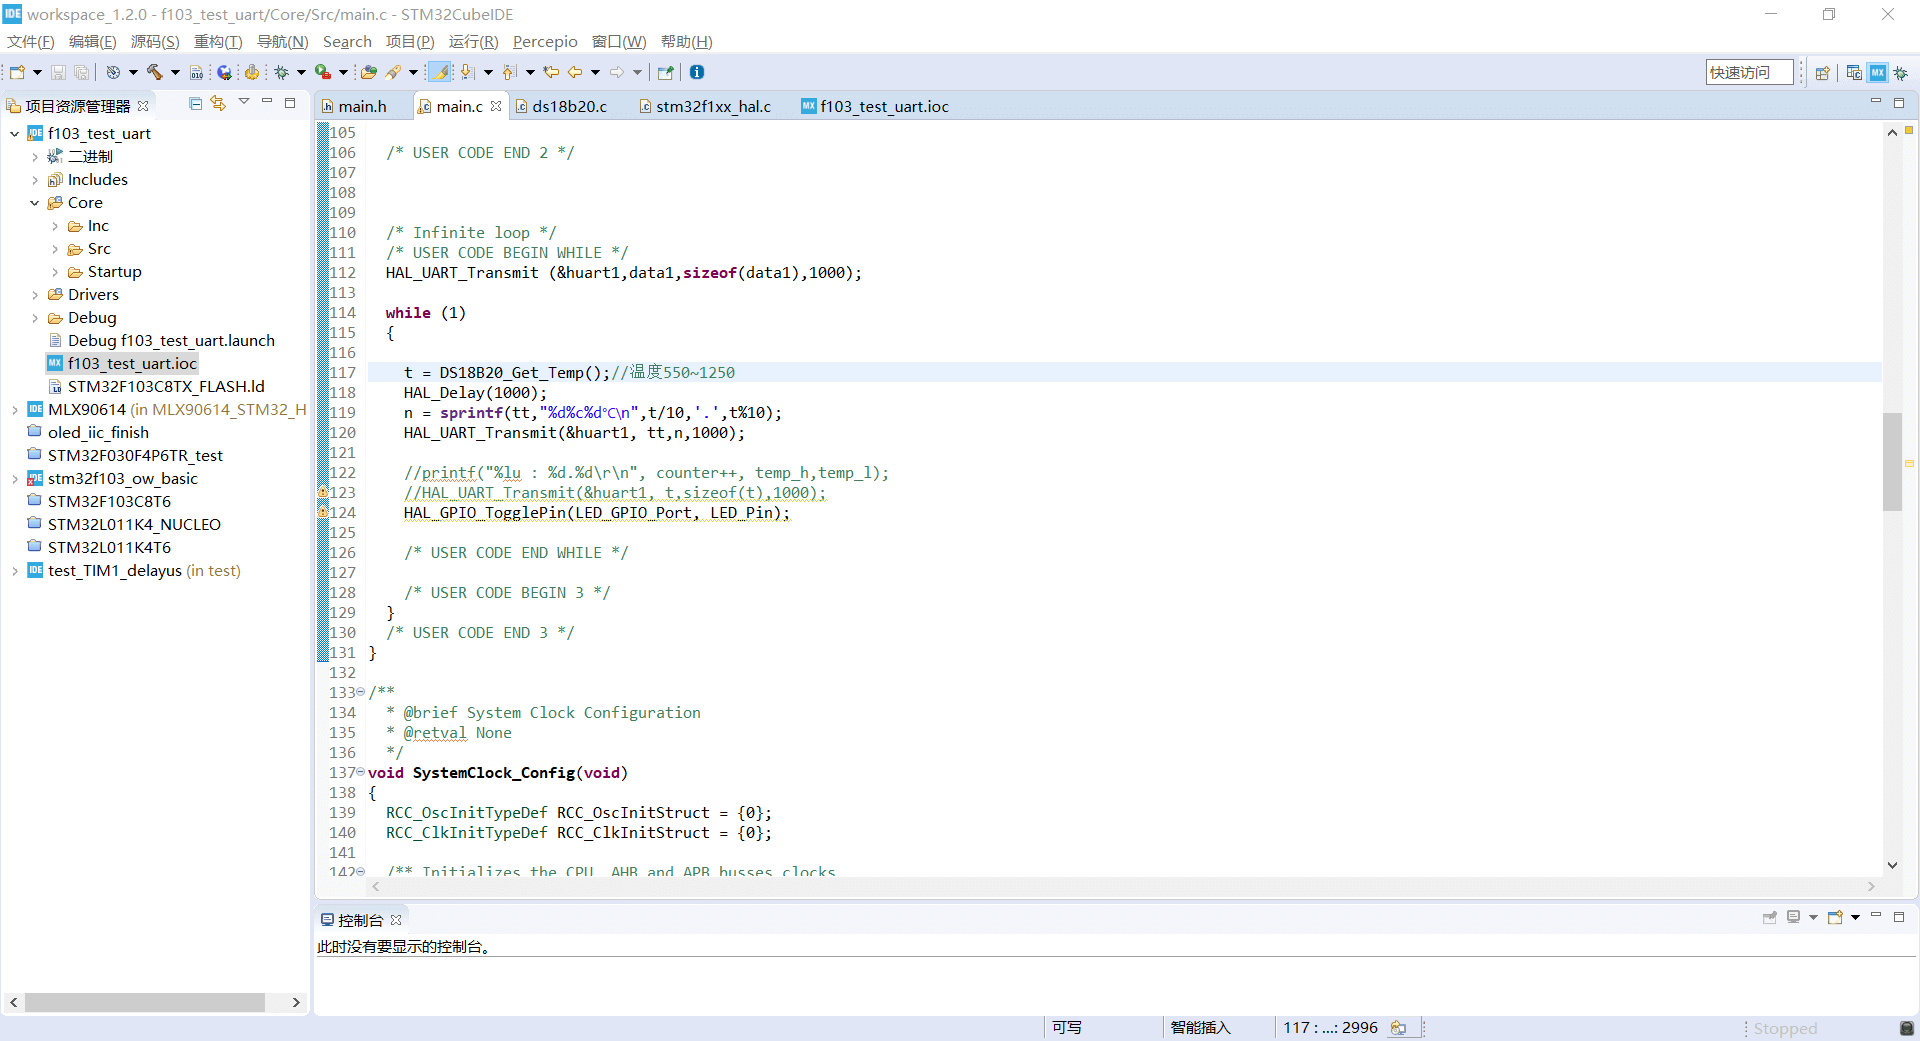 workspace_1.2.0 - f103_test_uart/Core/Src/main.c - STM32CubeIDE
文件(F) 编辑(E) 源码(S) 重构(T) 导航(N) Search 项目(P) 运行(R) Percepio 窗口(W) 帮助(H)
快速访问
项目资源管理器
f103_test_uart
二进制
Includes
Core
Inc
Src
Startup
Drivers
Debug
Debug f103_test_uart.launch
f103_test_uart.ioc
STM32F103C8TX_FLASH.ld
MLX90614 (in MLX90614_STM32_H
oled_iic_finish
STM32F030F4P6TR_test
stm32f103_ow_basic
STM32F103C8T6
STM32L011K4_NUCLEO
STM32L011K4T6
test_TIM1_delayus (in test)
main.h main.c ds18b20.c stm32f1xx_hal.c f103_test_uart.ioc
105
106 /* USER CODE END 2 */
107
108
109
110 /* Infinite loop */
111 /* USER CODE BEGIN WHILE */
112 HAL_UART_Transmit (&huart1,data1,sizeof(data1),1000);
113
114 while (1)
115 {
116
117 t = DS18B20_Get_Temp();//温度550~1250
118 HAL_Delay(1000);
119 n = sprintf(tt,"%d%c%d℃\n",t/10,'.',t%10);
120 HAL_UART_Transmit(&huart1, tt,n,1000);
121
122 //printf("%lu : %d.%d\r\n", counter++, temp_h,temp_l);
123 //HAL_UART_Transmit(&huart1, t,sizeof(t),1000);
124 HAL_GPIO_TogglePin(LED_GPIO_Port, LED_Pin);
125
126 /* USER CODE END WHILE */
127
128 /* USER CODE BEGIN 3 */
129 }
130 /* USER CODE END 3 */
131 }
132
133 /**
134 * @brief System Clock Configuration
135 * @retval None
136 */
137 void SystemClock_Config(void)
138 {
139 RCC_OscInitTypeDef RCC_OscInitStruct = {0};
140 RCC_ClkInitTypeDef RCC_ClkInitStruct = {0};
141
142 /** Initializes the CPU, AHB and APB busses clocks
控制台
此时没有要显示的控制台。
可写 智能插入 117 : ...: 2996 Stopped